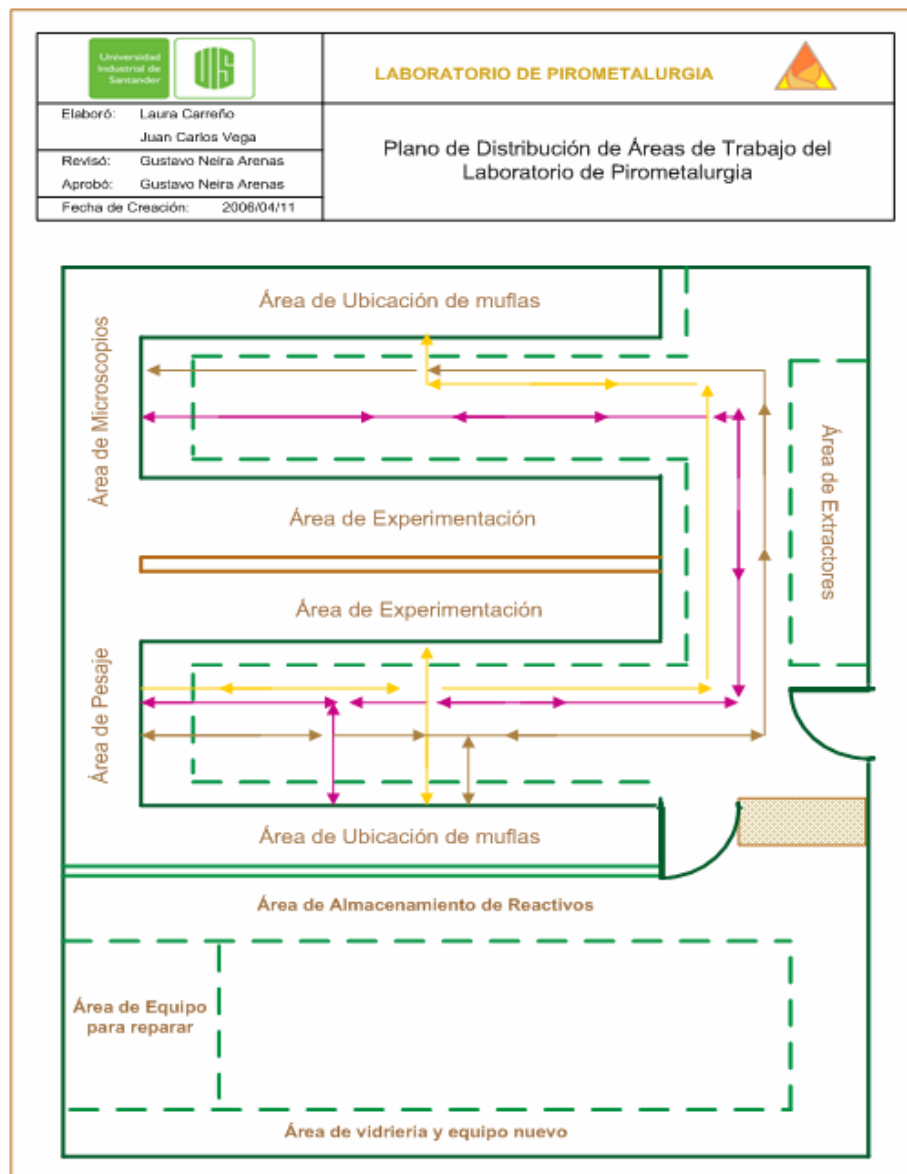 Universidad
Industrial de
Santander
UIS
LABORATORIO DE PIROMETALURGIA
Elaboró: Laura Carreño
Juan Carlos Vega
Revisó: Gustavo Neira Arenas
Aprobó: Gustavo Neira Arenas
Fecha de Creación: 2006/04/11
Plano de Distribución de Áreas de Trabajo del
Laboratorio de Pirometalurgia
Área de Ubicación de muflas
Área de Microscopios
Área de Extractores
Área de Experimentación
Área de Experimentación
Área de Pesaje
Área de Ubicación de muflas
Área de Almacenamiento de Reactivos
Área de Equipo
para reparar
Área de vidrieria y equipo nuevo